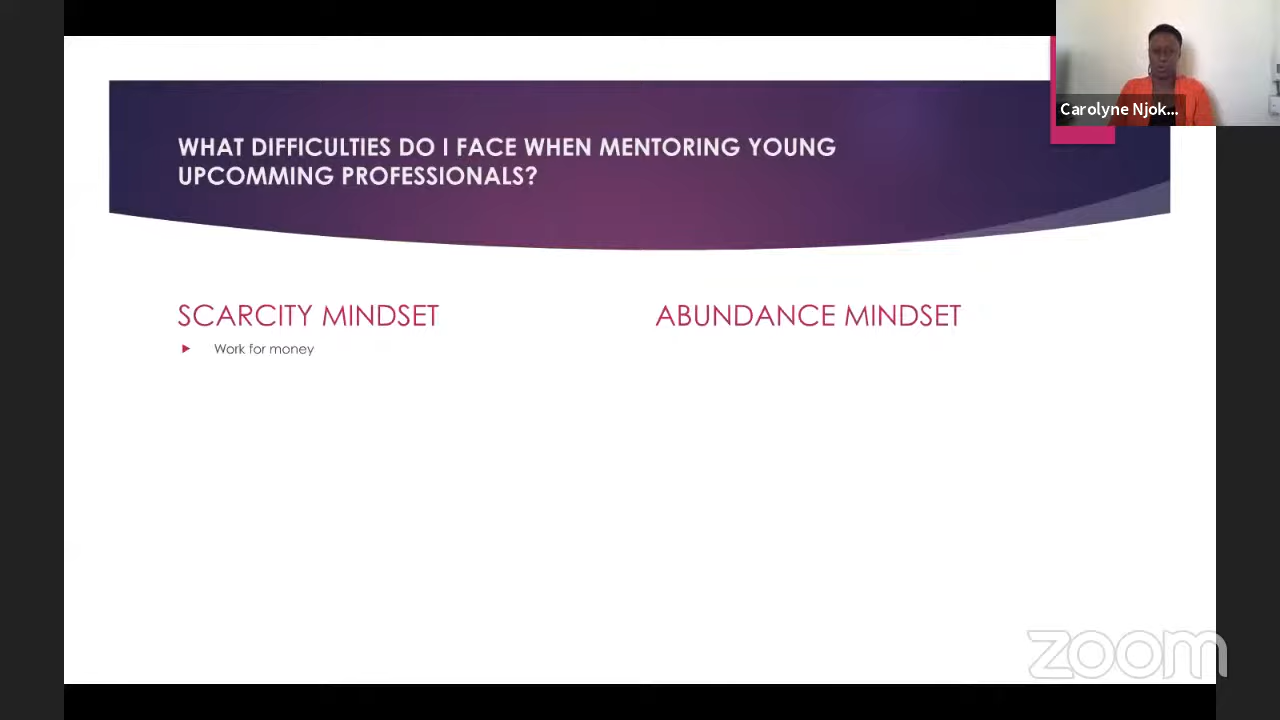 Carolyne Njok...
WHAT DIFFICULTIES DO I FACE WHEN MENTORING YOUNG
UPCOMMING PROFESSIONALS?
SCARCITY MINDSET
Work for money
ABUNDANCE MINDSET
zoom